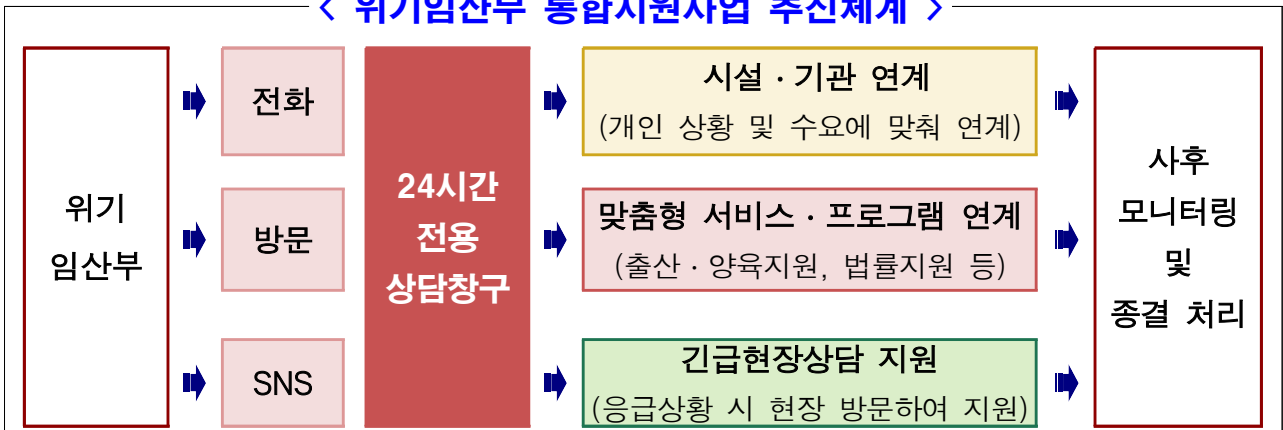 < 위기임산부 통합지원사업 추진체계 >
위기
임산부
전화
방문
SNS
24시간
전용
상담창구
시설 · 기관 연계
(개인 상황 및 수요에 맞춰 연계)
맞춤형 서비스 · 프로그램 연계
(출산 · 양육지원, 법률지원 등)
긴급현장상담 지원
(응급상황 시 현장 방문하여 지원)
사후
모니터링
및
종결 처리